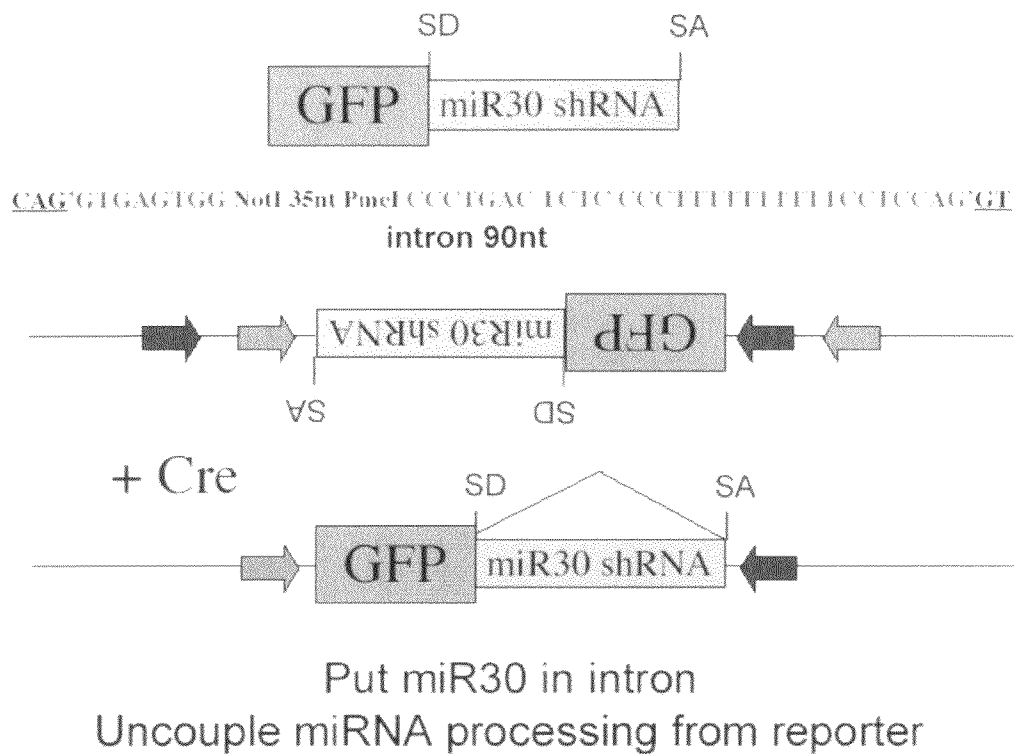 SD SA
GFP miR30 shRNA
CAG'GTGAGTGG NotI 35nt PmeI CCCTGAC TCTC CCCTTTTTTTTTTCCTCCAG'GT
intron 90nt
miR30 shRNA GFP
SA SD
+ Cre
SD SA
GFP miR30 shRNA
Put miR30 in intron
Uncouple miRNA processing from reporter